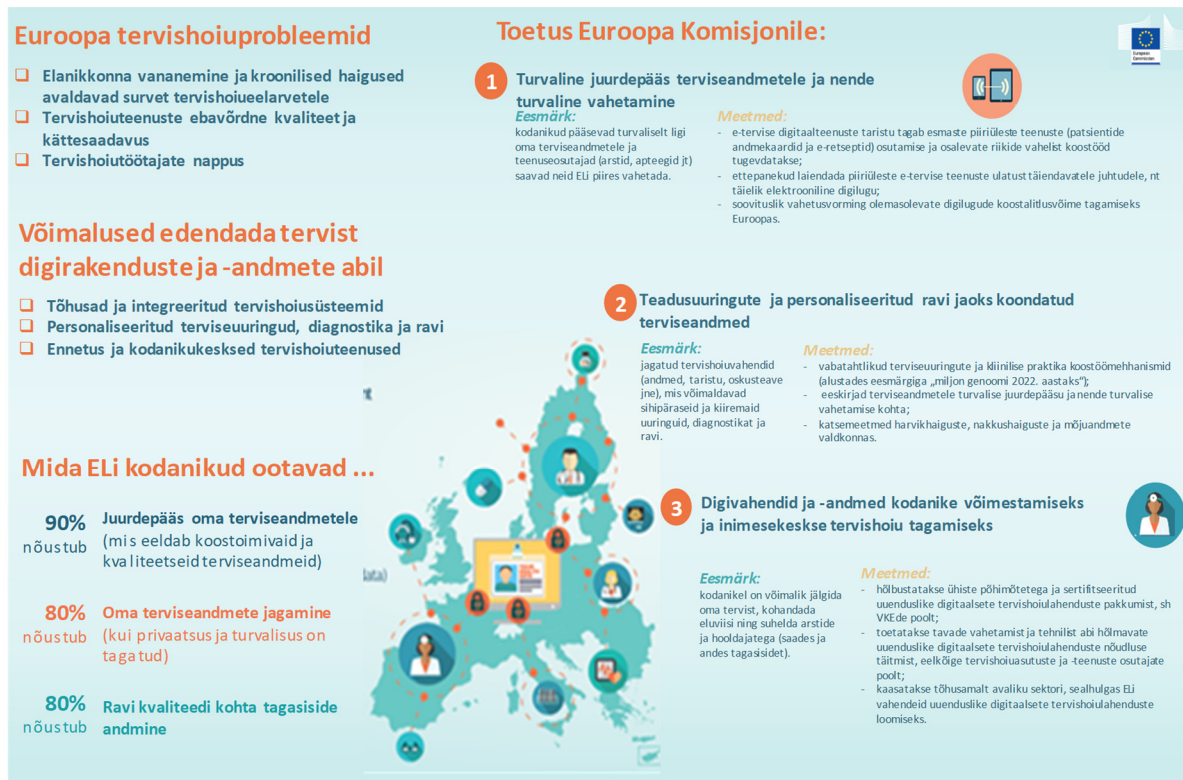 Euroopa tervishoiuprobleemid
Elanikkonna vananemine ja kroonilised haigused
avaldavad survet tervishoiueelarvetele
Tervishoiuteenuste ebavõrdne kvaliteet ja
kättesaadavus
Tervishoiutöötajate nappus
Võimalused edendada tervist
digirakenduste ja -andmete abil
Tõhusad ja integreeritud tervishoiusüsteemid
Personaliseeritud terviseuuringud, diagnostika ja ravi
Ennetus ja kodanikukesksed tervishoiuteenused
Mida ELi kodanikud ootavad ...
90%
nõustub
Juurdepääs oma terviseandmetele
(mis eeldab koostoimivaid ja
kvaliteetseid terviseandmeid)
80%
nõustub
Oma terviseandmete jagamine
(kui privaatsus ja turvalisus on
tagatud)
80%
nõustub
Ravi kvaliteedi kohta tagasiside
andmine
Toetus Euroopa Komisjonile:
European
Commission
1
Turvaline juurdepääs terviseandmetele ja nende
turvaline vahetamine
Eesmärk:
kodanikud pääsevad turvaliselt ligi
oma terviseandmetele ja
teenuseosutajad (arstid, apteegid jt)
saavad neid ELi piires vahetada.
Meetmed:
- e-tervise digitaalteenuste taristu tagab esmaste piiriüleste teenuste (patsientide
andmekaardid ja e-retseptid) osutamise ja osalevate riikide vahelist koostööd
tugevdatakse;
- ettepanekud laiendada piiriüleste e-tervise teenuste ulatust täiendavatele juhtudele, nt
täielik elektrooniline digilugu;
- soovituslik vahetusvorming olemasolevate digilugude koostalitlusvõime tagamiseks
Euroopas.
2
Teadusuuringute ja personaliseeritud ravi jaoks koondatud
terviseandmed
Eesmärk:
jagatud tervishoiuvahendid
(andmed, taristu, oskusteave
jne), mis võimaldavad
sihipäraseid ja kiiremaid
uuringuid, diagnostikat ja
ravi.
Meetmed:
- vabatahtlikud terviseuuringute ja kliinilise praktika koostöömehhanismid
(alustades eesmärgiga „miljon genoomi 2022. aastaks“);
- eeskirjad terviseandmetele turvalise juurdepääsu ja nende turvalise
vahetamise kohta;
- katsemeetmed harvikhaiguste, nakkushaiguste ja mõjuandmete
valdkonnas.
3
Digivahendid ja -andmed kodanike võimestamiseks
ja inimesekeskse tervishoiu tagamiseks
Eesmärk:
kodanikel on võimalik jälgida
oma tervist, kohandada
eluviisi ning suhelda arstide
ja hooldajatega (saades ja
andes tagasisidet).
Meetmed:
- hõlbustatakse ühiste põhimõtetega ja sertifitseeritud
uuenduslike digitaalsete tervishoiulahenduste pakkumist, sh
VKEde poolt;
- toetatakse tavade vahetamist ja tehnilist abi hõlmavate
uuenduslike digitaalsete tervishoiulahenduste nõudluse
täitmist, eelkõige tervishoiuasutuste ja -teenuste osutajate
poolt;
- kaasatakse tõhusamalt avaliku sektori, sealhulgas ELi
vahendeid uuenduslike digitaalsete tervishoiulahenduste
loomiseks.